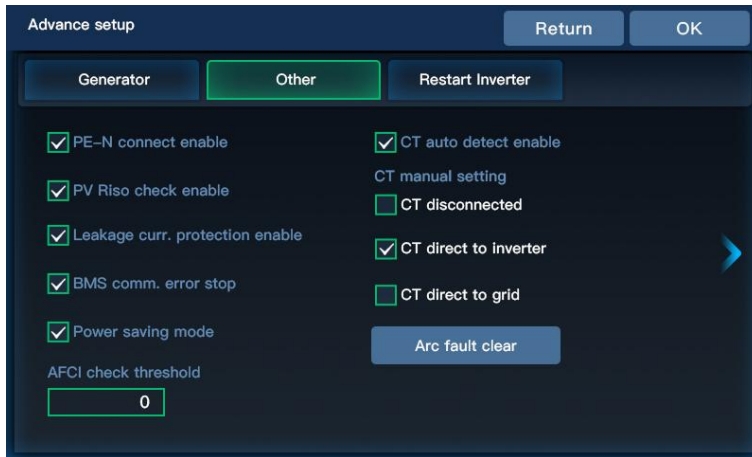 Advance setup
Return
OK
Generator
Other
Restart Inverter
PE-N connect enable
PV Riso check enable
Leakage curr. protection enable
BMS comm. error stop
Power saving mode
AFCI check threshold
0
CT auto detect enable
CT manual setting
CT disconnected
CT direct to inverter
CT direct to grid
Arc fault clear